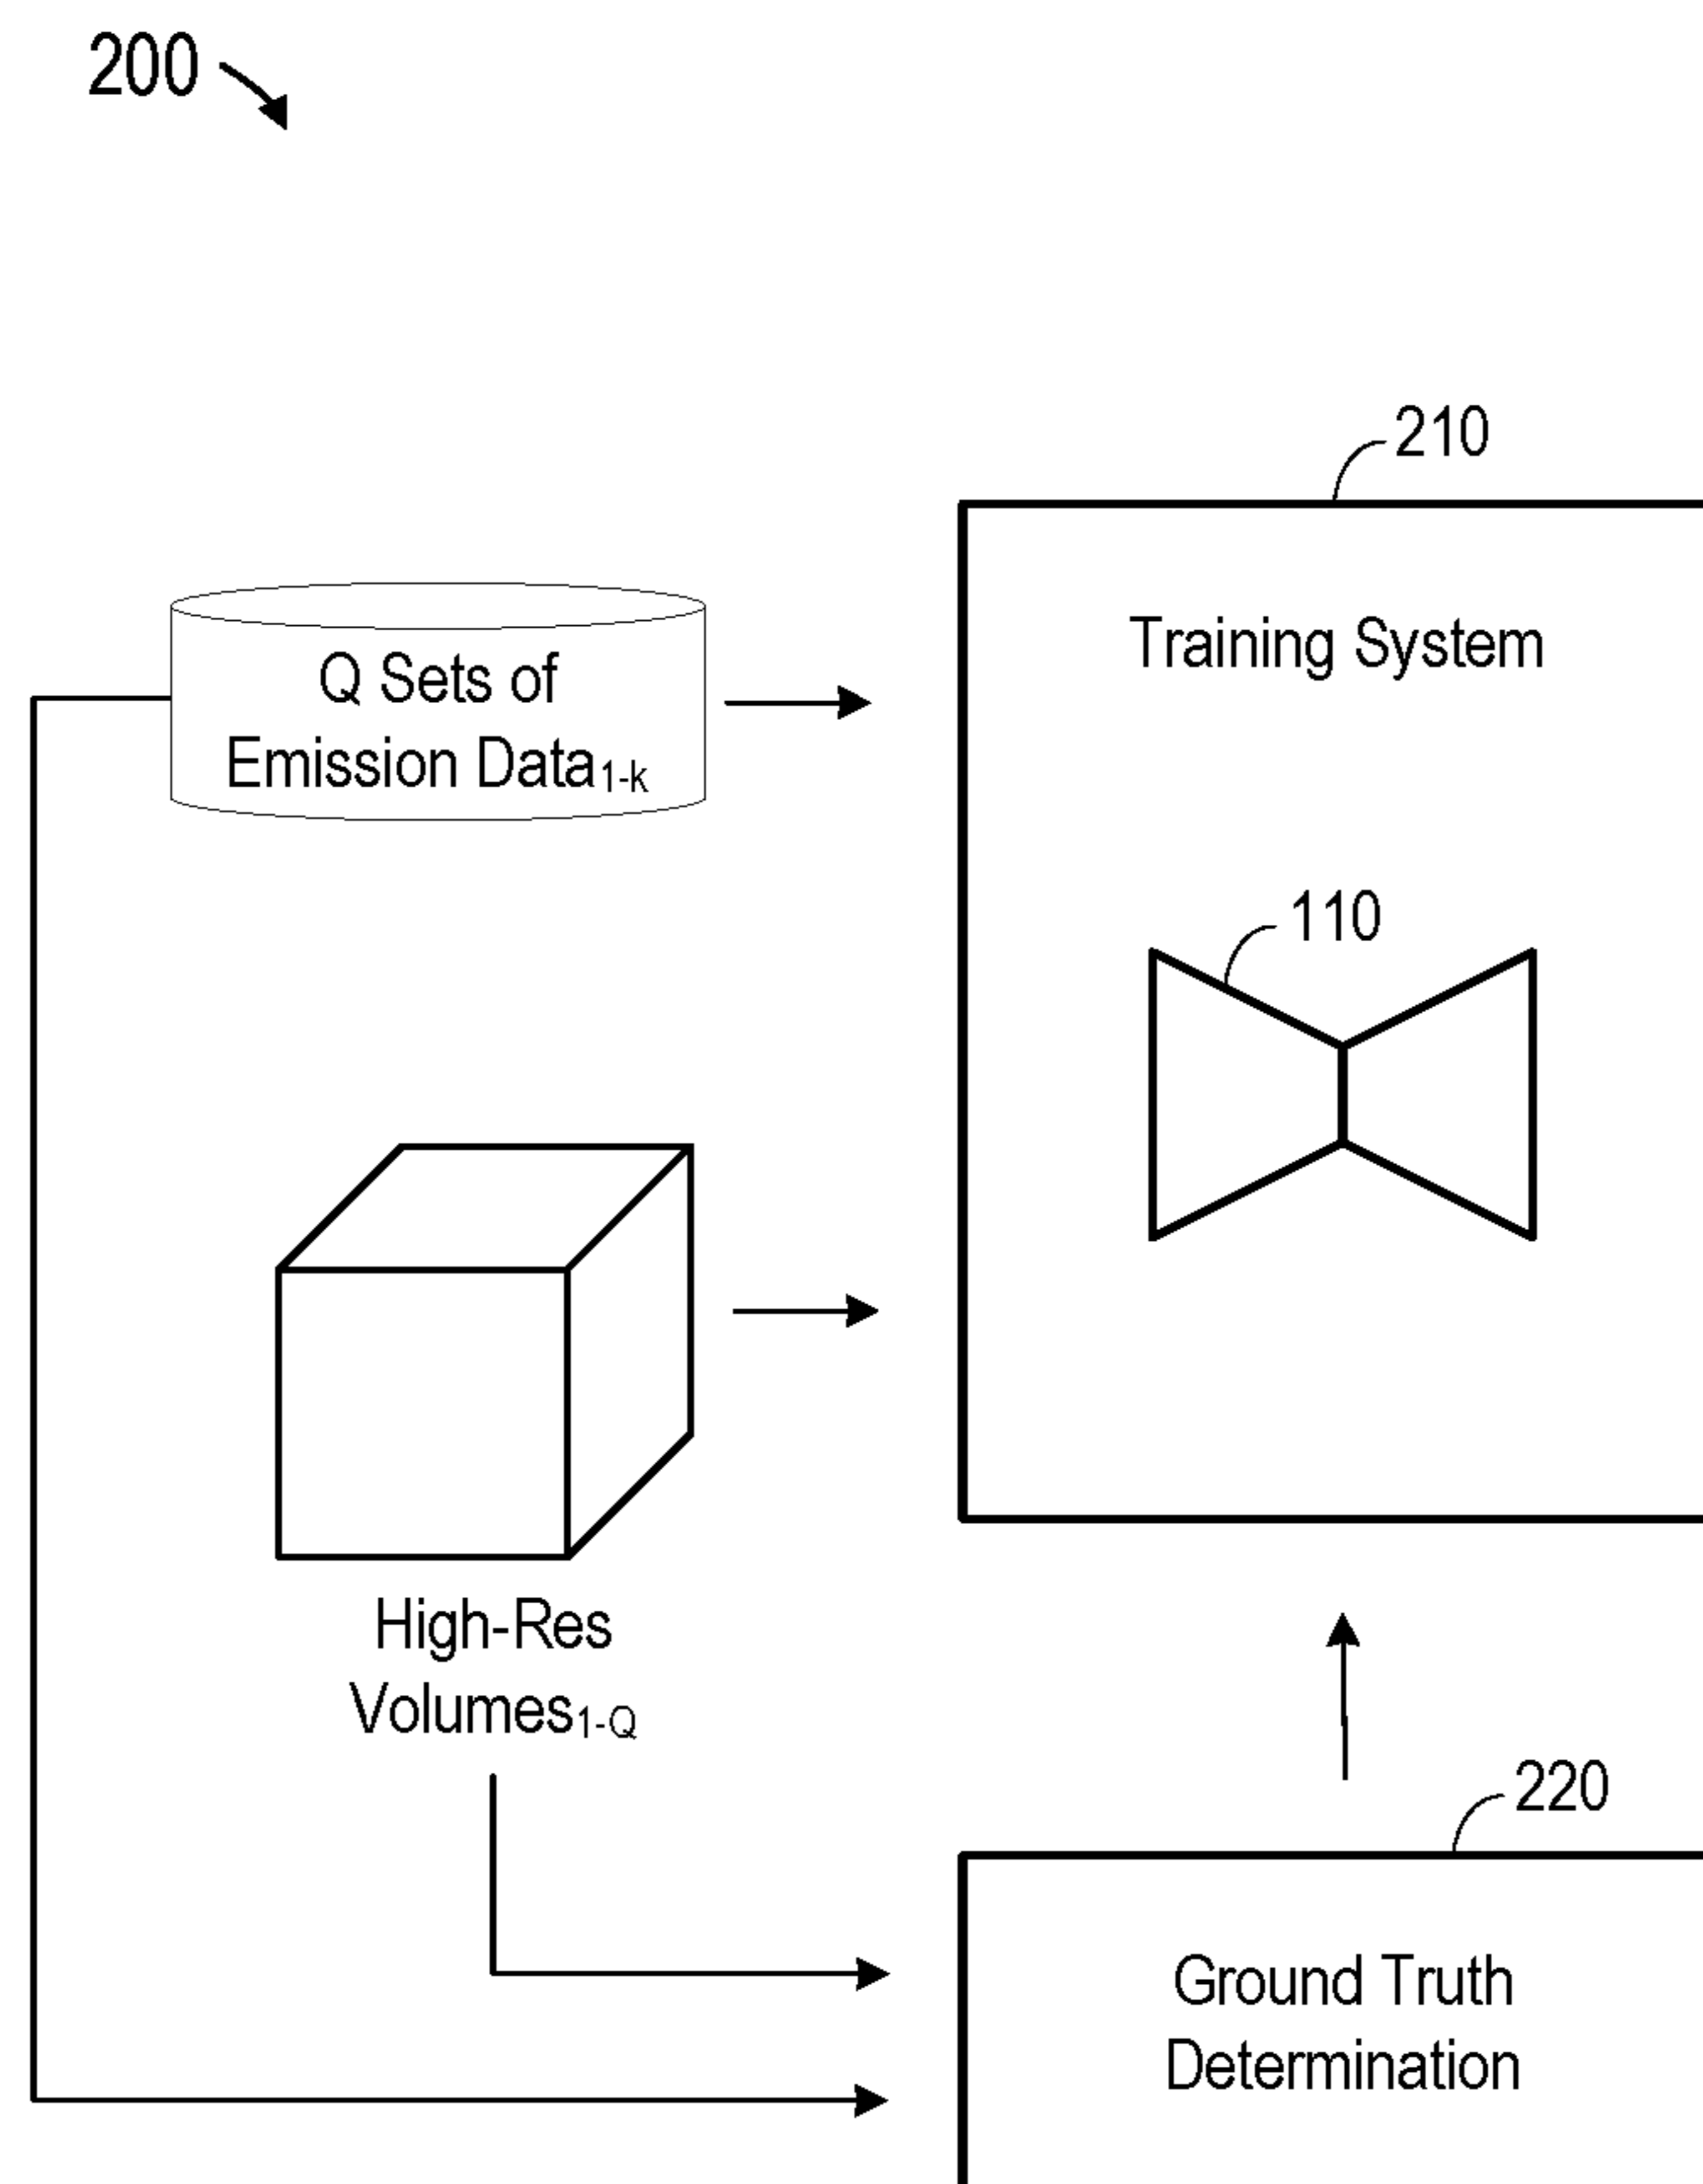 200
210
Training System
Q Sets of
Emission Data1-k
110
High-Res
Volumes1-Q
220
Ground Truth
Determination